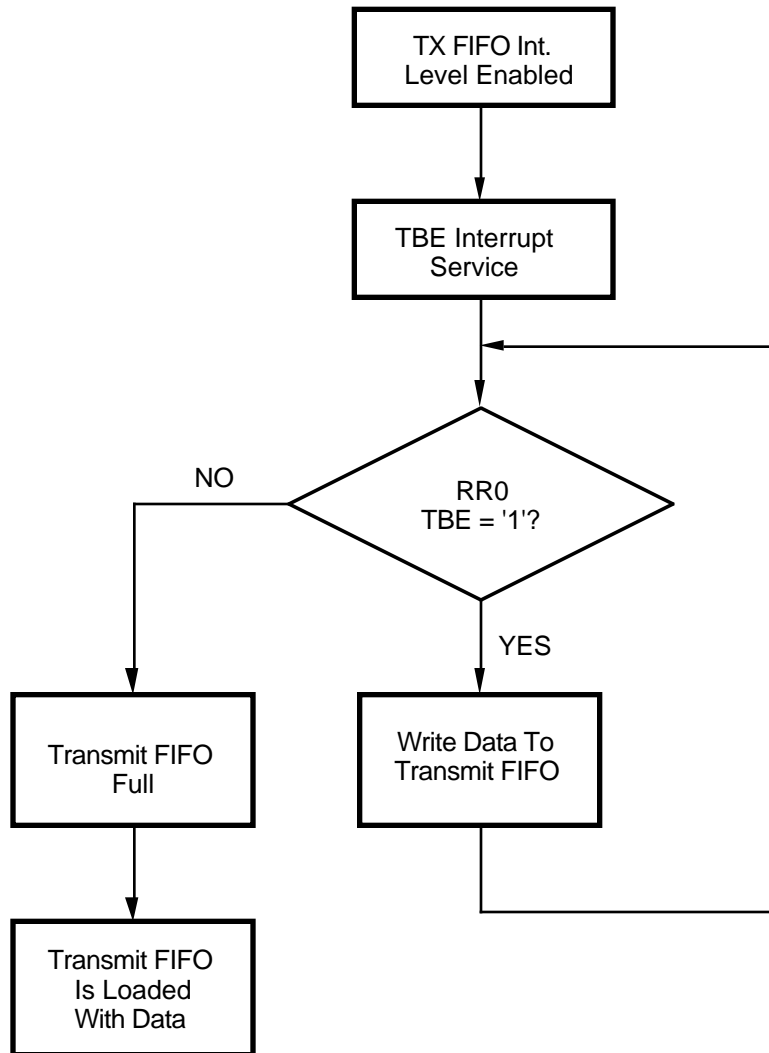 TX FIFO Int.
Level Enabled
TBE Interrupt
Service
RR0
TBE = '1'?
NO
YES
Transmit FIFO
Full
Write Data To
Transmit FIFO
Transmit FIFO
Is Loaded
With Data